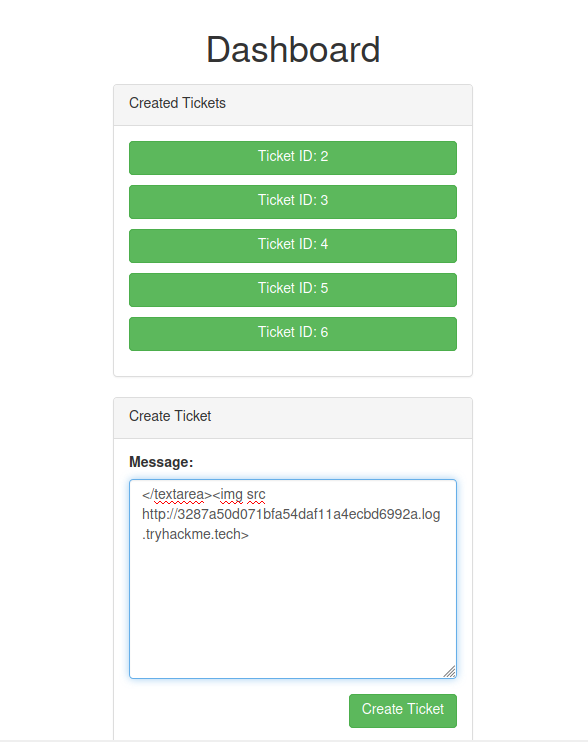 Dashboard
Created Tickets
Ticket ID: 2
Ticket ID: 3
Ticket ID: 4
Ticket ID: 5
Ticket ID: 6
Create Ticket
Message:
</textarea><img src
http://3287a50d071bfa54daf11a4ecbd6992a.log
.tryhackme.tech>
Create Ticket